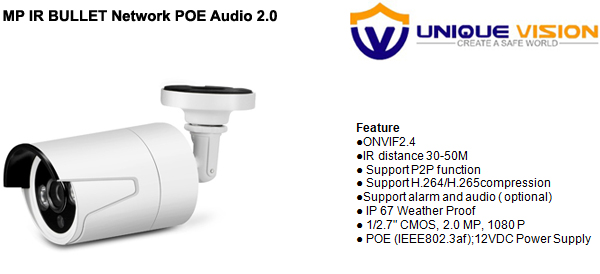 MP IR BULLET Network POE Audio 2.0
UNIQUE VISION
CREATE A SAFE WORLD
Feature
●ONVIF2.4
●IR distance 30-50M
● Support P2P function
● Support H.264/H.265compression
●Support alarm and audio ( optional)
● IP 67 Weather Proof
● 1/2.7" CMOS, 2.0 MP, 1080 P
● POE (IEEE802.3af);12VDC Power Supply